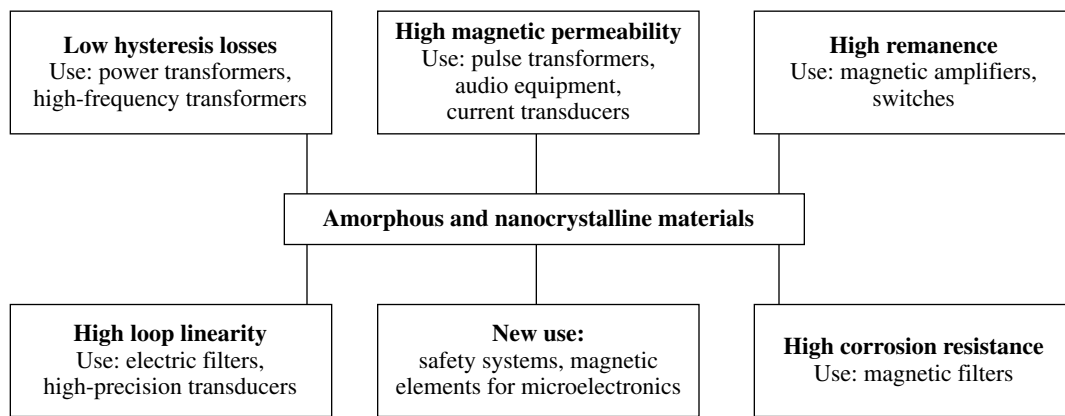 Low hysteresis losses
Use: power transformers,
high-frequency transformers
High magnetic permeability
Use: pulse transformers,
audio equipment,
current transducers
High remanence
Use: magnetic amplifiers,
switches
Amorphous and nanocrystalline materials
High loop linearity
Use: electric filters,
high-precision transducers
New use:
safety systems, magnetic
elements for microelectronics
High corrosion resistance
Use: magnetic filters